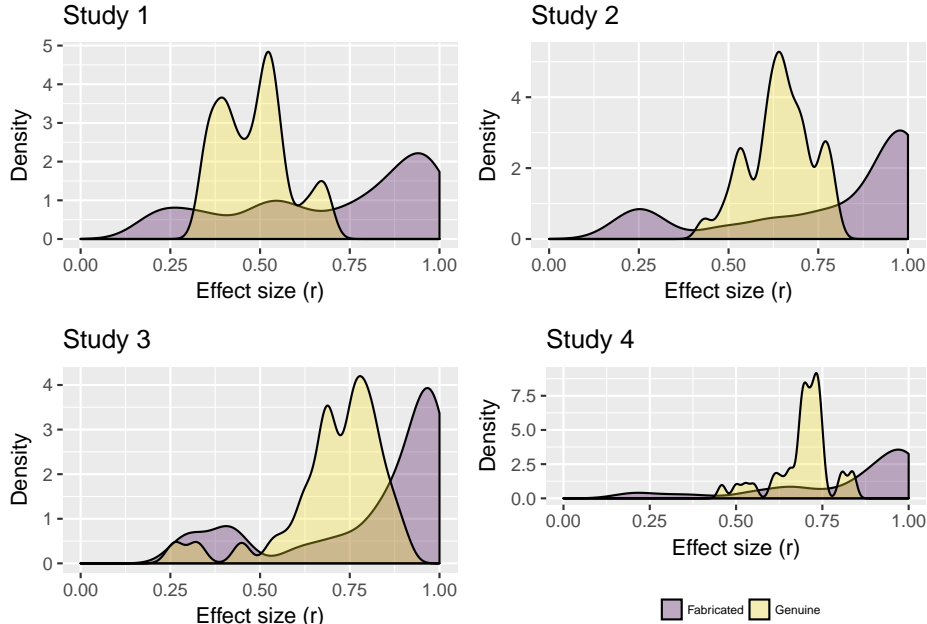 Study 1
5
4
3
2
1
0
Density
0.00 0.25 0.50 0.75 1.00
Effect size (r)
Study 2
4
2
0
Density
0.00 0.25 0.50 0.75 1.00
Effect size (r)
Study 3
4
3
2
1
0
Density
0.00 0.25 0.50 0.75 1.00
Effect size (r)
Study 4
7.5
5.0
2.5
0.0
Density
0.00 0.25 0.50 0.75 1.00
Effect size (r)
Fabricated Genuine